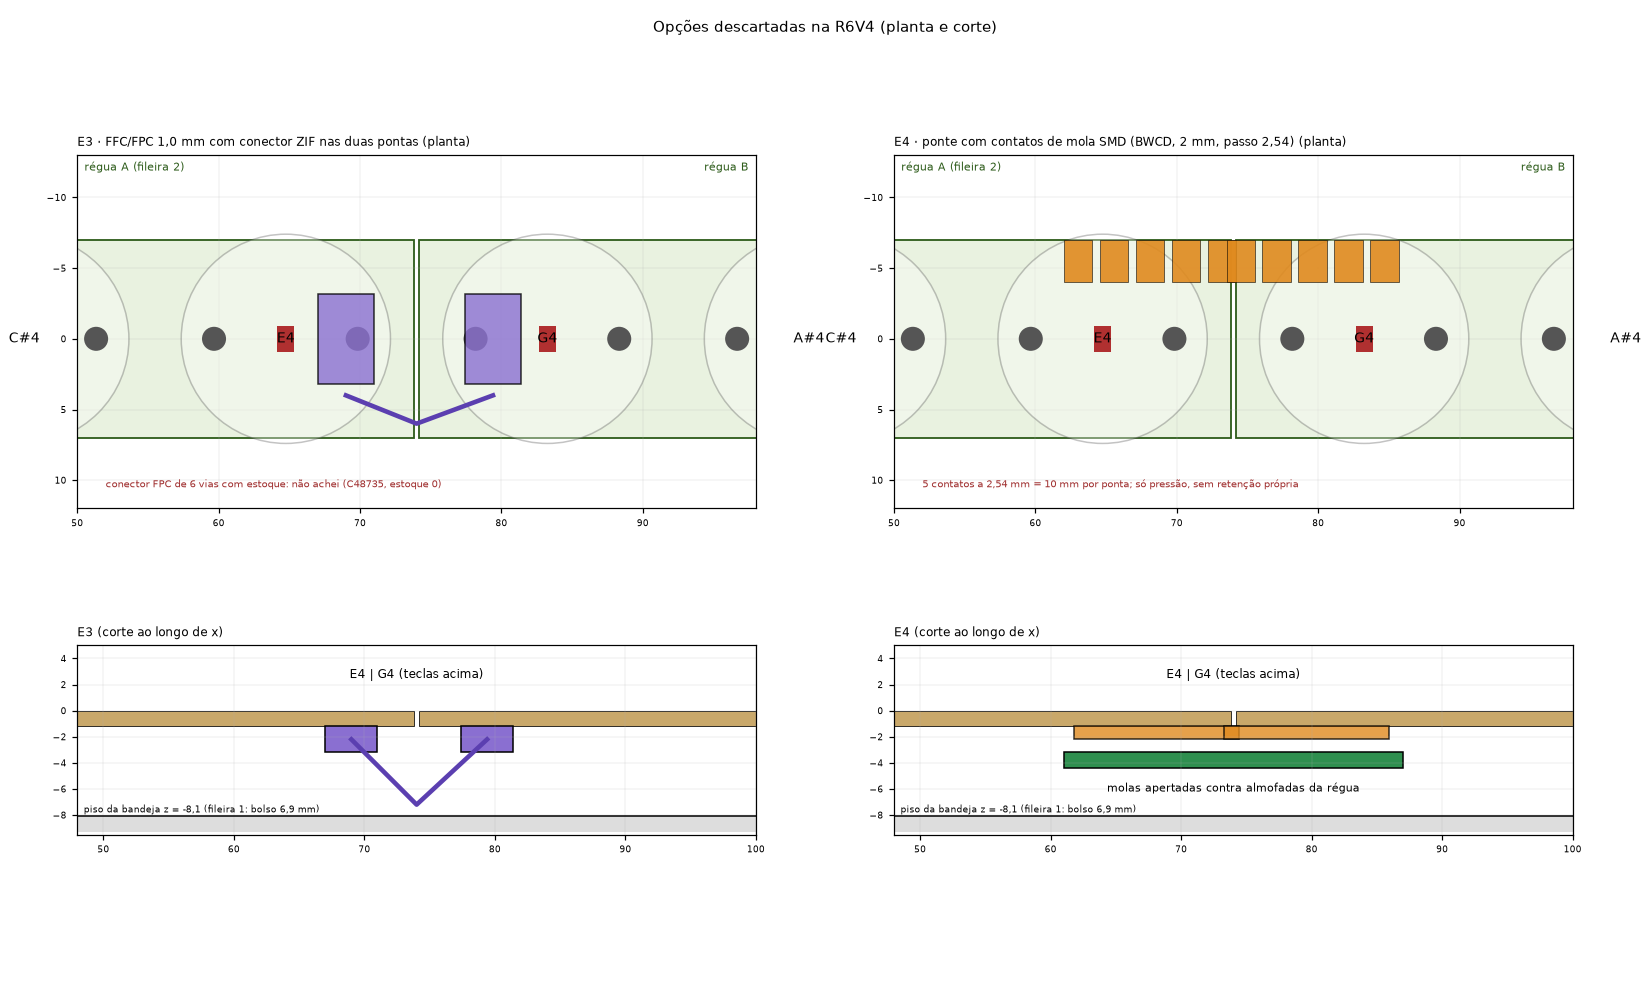 Opções descartadas na R6V4 (planta e corte)
E3 · FFC/FPC 1,0 mm com conector ZIF nas duas pontas (planta)
régua A (fileira 2)
régua B
−10
−5
0
5
10
C#4
E4
G4
A#4
conector FPC de 6 vias com estoque: não achei (C48735, estoque 0)
50
60
70
80
90
E4 · ponte com contatos de mola SMD (BWCD, 2 mm, passo 2,54) (planta)
régua A (fileira 2)
régua B
−10
−5
0
5
10
C#4
E4
G4
A#4
5 contatos a 2,54 mm = 10 mm por ponta; só pressão, sem retenção própria
50
60
70
80
90
E3 (corte ao longo de x)
4
2
0
−2
−4
−6
−8
E4 | G4 (teclas acima)
piso da bandeja z = -8,1 (fileira 1: bolso 6,9 mm)
50
60
70
80
90
100
E4 (corte ao longo de x)
4
2
0
−2
−4
−6
−8
E4 | G4 (teclas acima)
molas apertadas contra almofadas da régua
piso da bandeja z = -8,1 (fileira 1: bolso 6,9 mm)
50
60
70
80
90
100